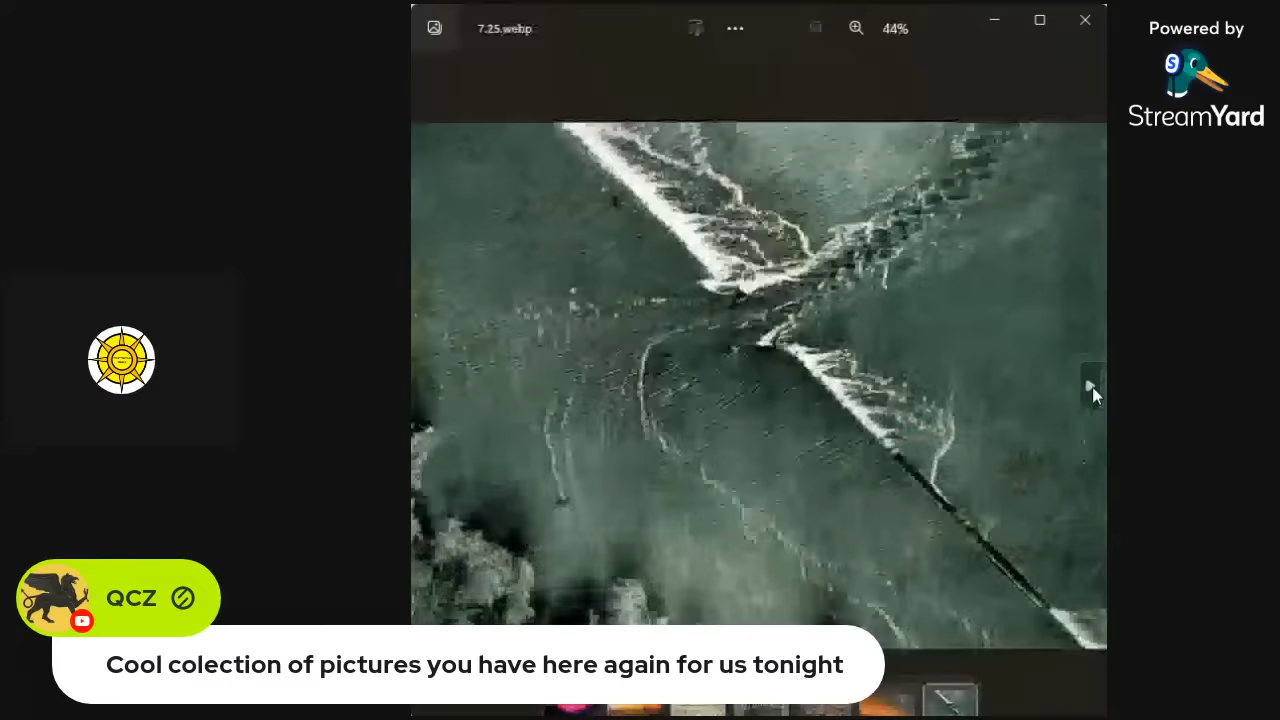 7.25.webp
44%
Powered by
StreamYard
QCZ
Cool colection of pictures you have here again for us tonight